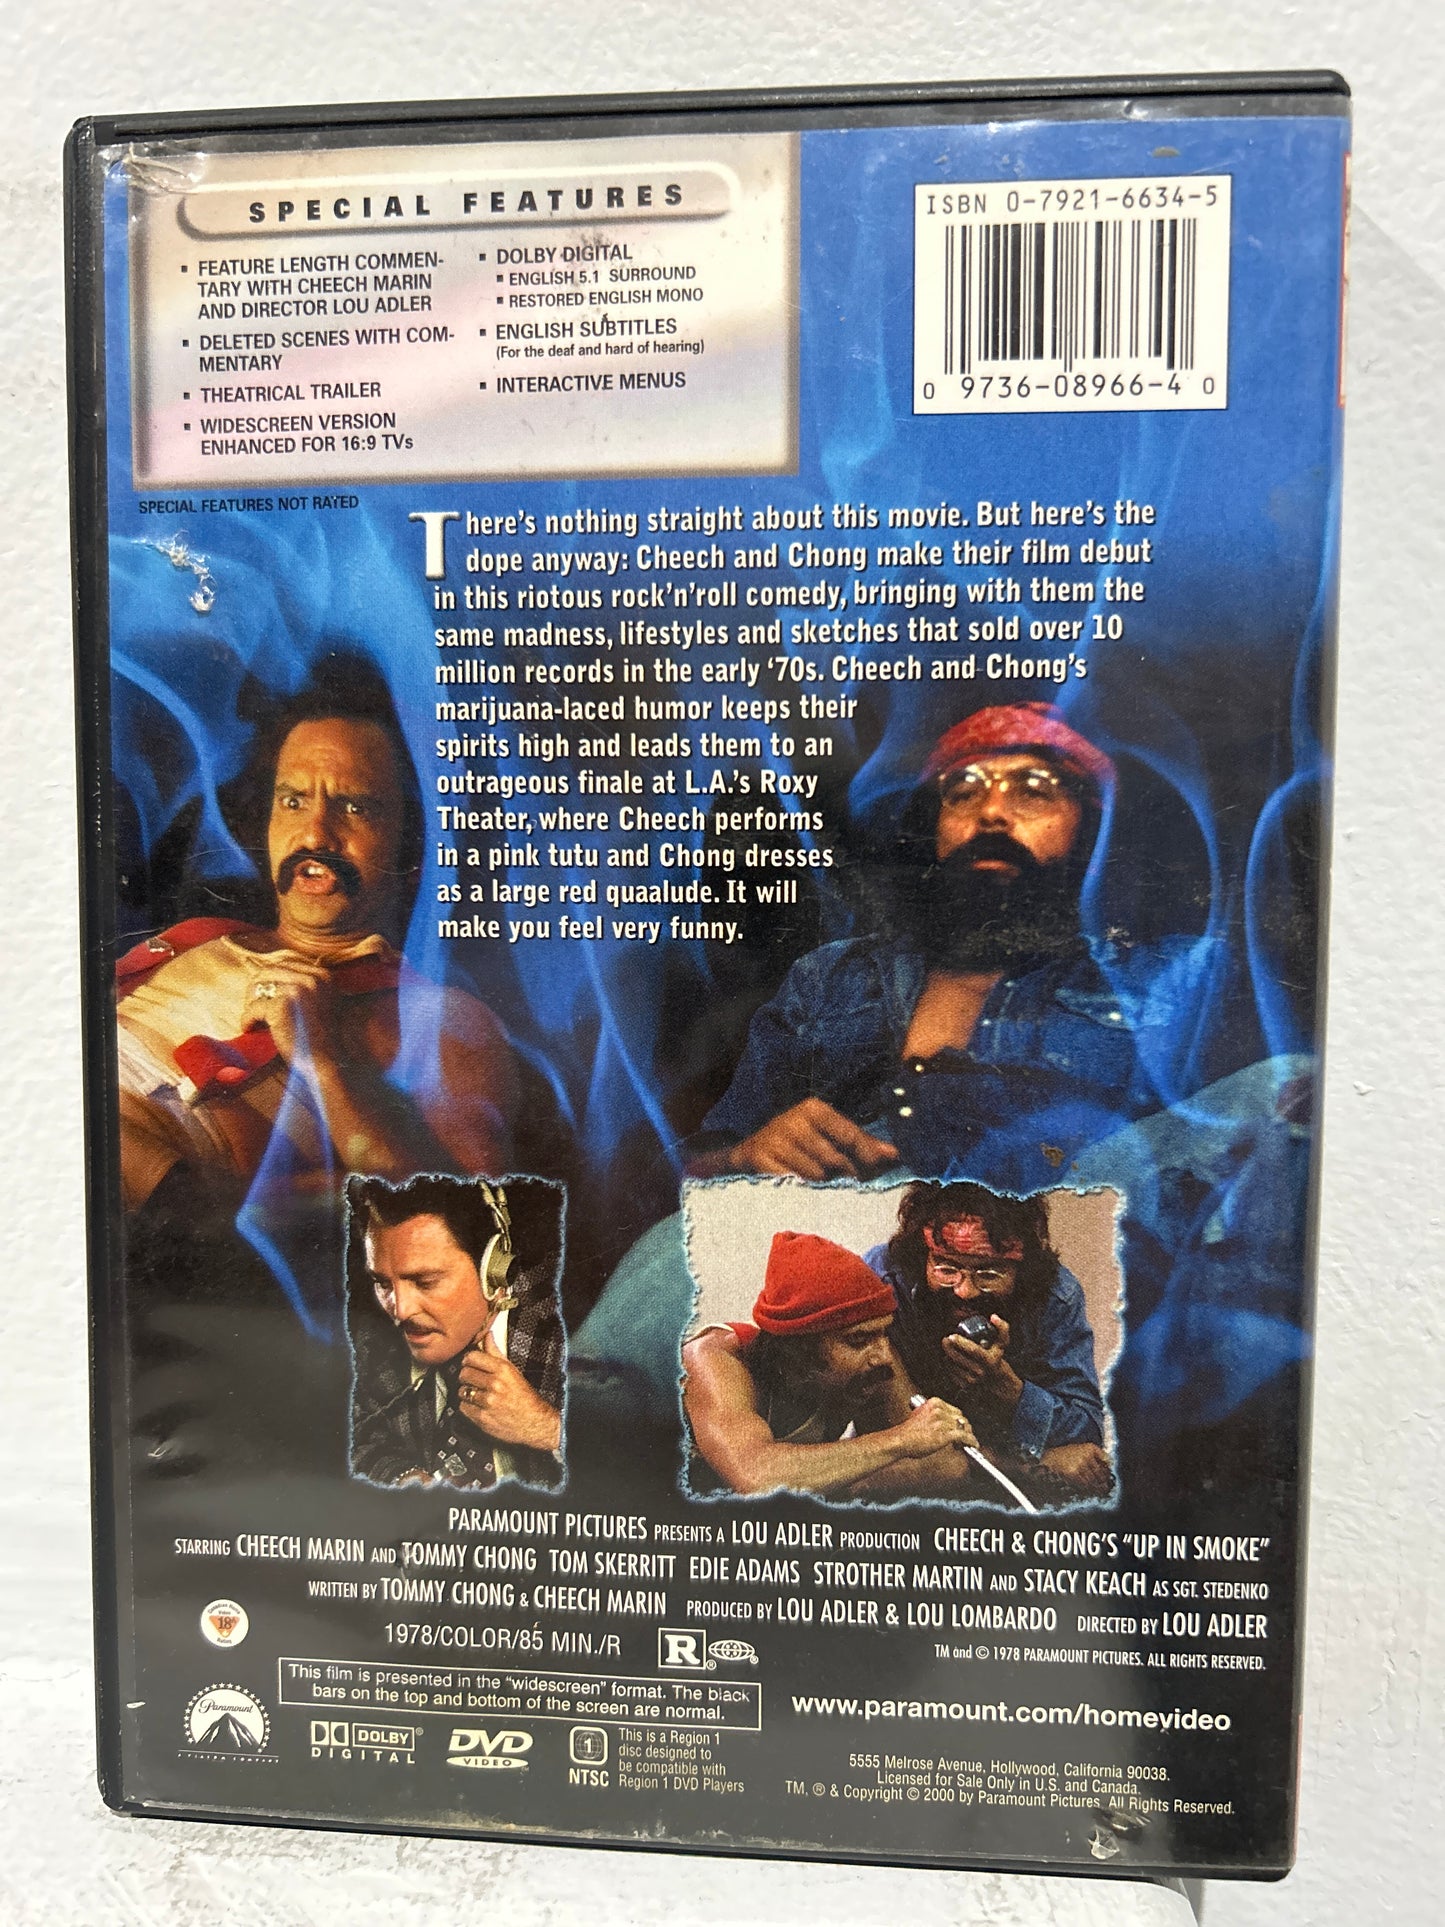 SPECIAL FEATURES
▪ FEATURE LENGTH COMMEN-
TARY WITH CHEECH MARIN
AND DIRECTOR LOU ADLER
▪ DELETED SCENES WITH COM-
MENTARY
▪ THEATRICAL TRAILER
▪ WIDESCREEN VERSION
ENHANCED FOR 16:9 TVs
▪ DOLBY DIGITAL
▪ ENGLISH 5.1 SURROUND
▪ RESTORED ENGLISH MONO
▪ ENGLISH SUBTITLES
(For the deaf and hard of hearing)
▪ INTERACTIVE MENUS
SPECIAL FEATURES NOT RATED
ISBN 0-7921-6634-5
0 9736-08966-4 0
There's nothing straight about this movie. But here's the
dope anyway: Cheech and Chong make their film debut
in this riotous rock'n'roll comedy, bringing with them the
same madness, lifestyles and sketches that sold over 10
million records in the early '70s. Cheech and Chong's
marijuana-laced humor keeps their
spirits high and leads them to an
outrageous finale at L.A.'s Roxy
Theater, where Cheech performs
in a pink tutu and Chong dresses
as a large red quaalude. It will
make you feel very funny.
PARAMOUNT PICTURES PRESENTS A LOU ADLER PRODUCTION CHEECH & CHONG'S "UP IN SMOKE"
STARRING CHEECH MARIN AND TOMMY CHONG TOM SKERRITT EDIE ADAMS STROTHER MARTIN AND STACY KEACH AS SGT. STEDENKO
WRITTEN BY TOMMY CHONG & CHEECH MARIN PRODUCED BY LOU ADLER & LOU LOMBARDO DIRECTED BY LOU ADLER
Canadian Home
Video
18A
Ratings
1978/COLOR/85 MIN./R
R ®
TM and © 1978 PARAMOUNT PICTURES. ALL RIGHTS RESERVED.
This film is presented in the "widescreen" format. The black
bars on the top and bottom of the screen are normal.
www.paramount.com/homevideo
Paramount
A VIACOM COMPANY
DOLBY ®
DIGITAL
DVD
VIDEO
1
NTSC
This is a Region 1
disc designed to
be compatible with
Region 1 DVD Players
5555 Melrose Avenue, Hollywood, California 90038.
Licensed for Sale Only in U.S. and Canada.
TM, ® & Copyright © 2000 by Paramount Pictures. All Rights Reserved.